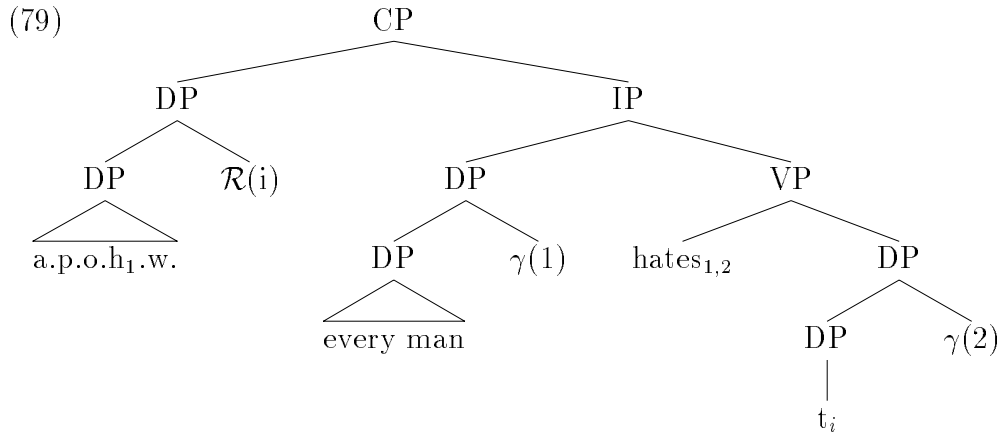 (79) CP
DP IP
DP ℛ(i) DP VP
a.p.o.h₁.w. DP γ(1) hates₁,₂ DP
every man DP γ(2)
tᵢ